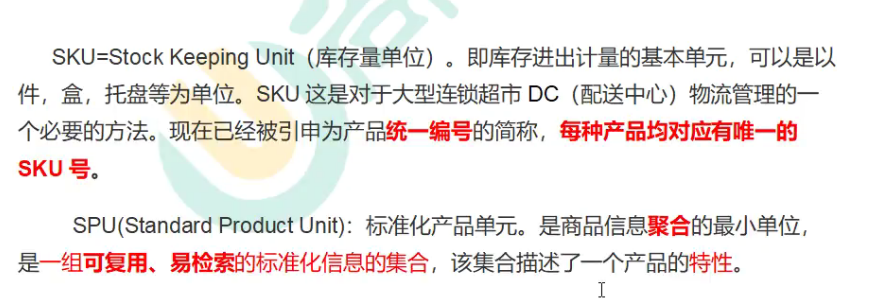 SKU=Stock Keeping Unit（库存量单位）。即库存进出计量的基本单元，可以是以
件，盒，托盘等为单位。SKU 这是对于大型连锁超市 DC（配送中心）物流管理的一
个必要的方法。现在已经被引申为产品统一编号的简称，每种产品均对应有唯一的
SKU 号。
SPU(Standard Product Unit)：标准化产品单元。是商品信息聚合的最小单位，
是一组可复用、易检索的标准化信息的集合，该集合描述了一个产品的特性。